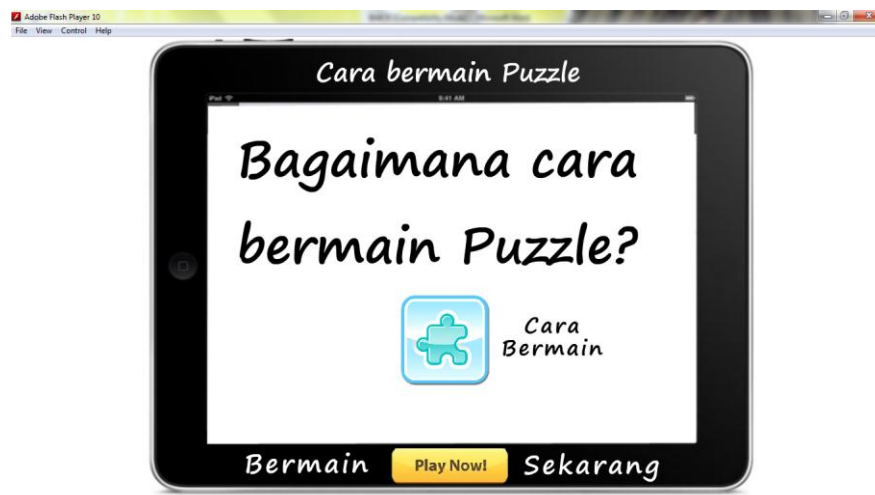 Adobe Flash Player 10
File View Control Help
Cara bermain Puzzle
iPad 9:41 AM
Bagaimana cara
bermain Puzzle?
Cara
Bermain
Bermain Play Now! Sekarang